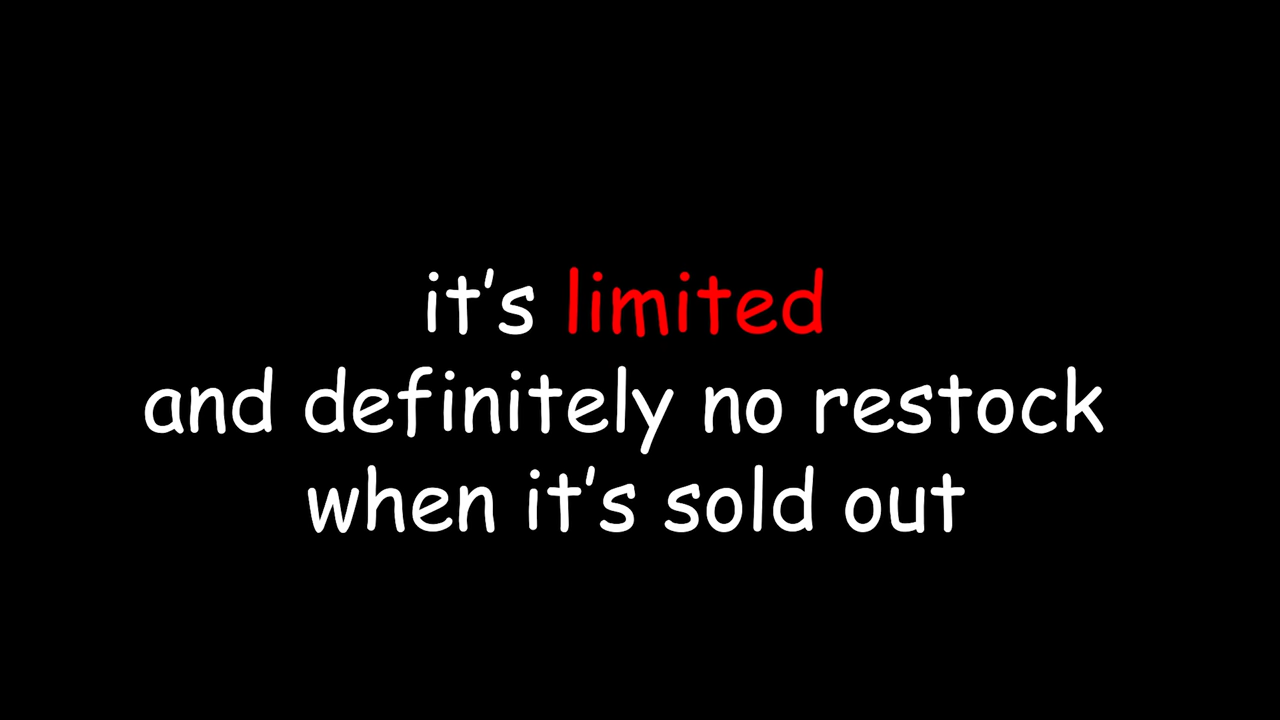 it's limited
and definitely no restock
when it's sold out